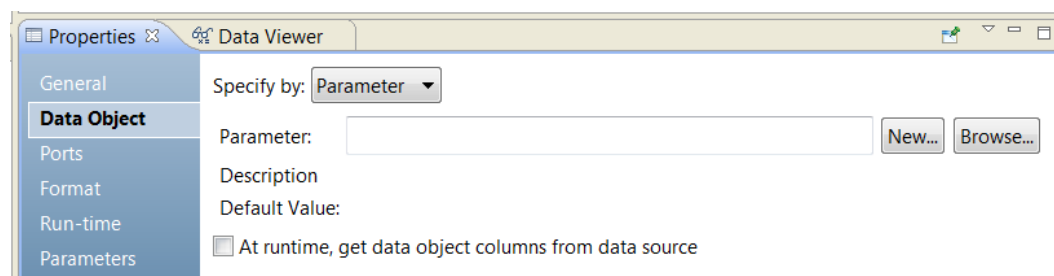 Properties Data Viewer
General
Data Object
Ports
Format
Run-time
Parameters
Specify by: Parameter
Parameter: New... Browse...
Description
Default Value:
At runtime, get data object columns from data source